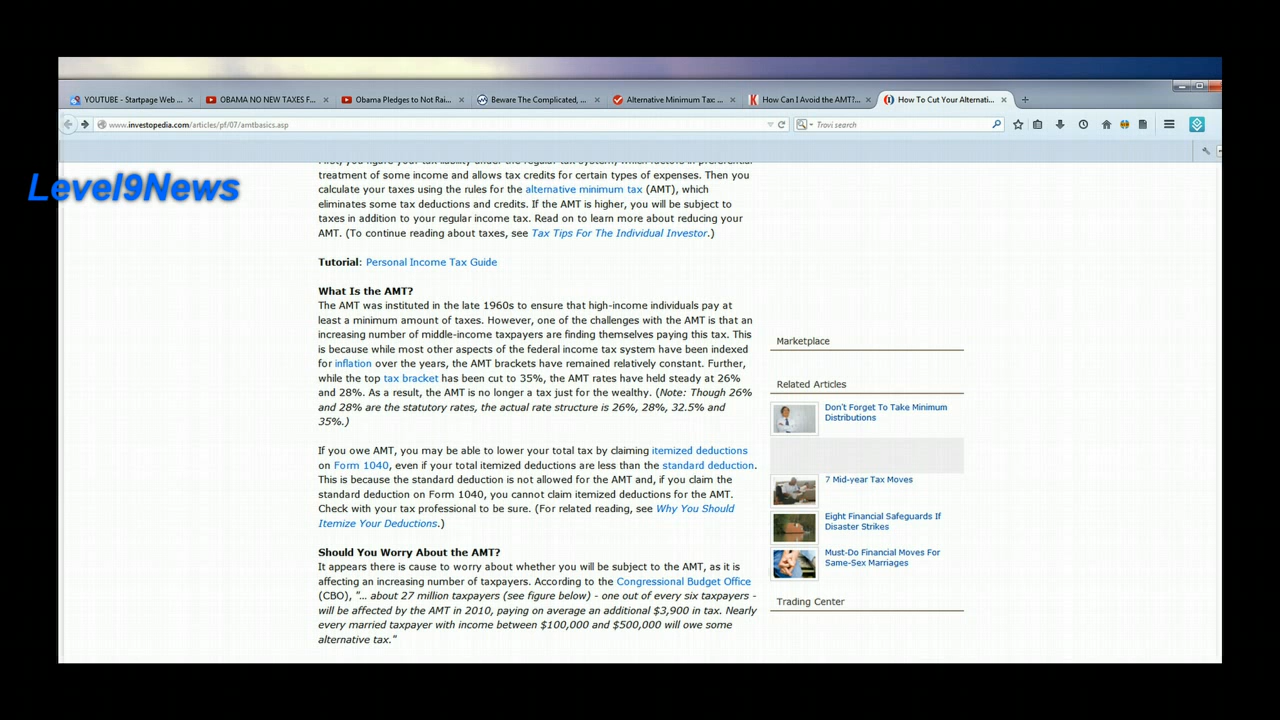 YOUTUBE - Startpage Web ...
OBAMA NO NEW TAXES F...
Obama Pledges to Not Rai...
Beware The Complicated, ...
Alternative Minimum Tax: ...
How Can I Avoid the AMT?...
How To Cut Your Alternati...
www.investopedia.com/articles/pf/07/amtbasics.asp
Trovi search
Level9News
First, you figure your tax liability under the regular tax system, which factors in preferential
treatment of some income and allows tax credits for certain types of expenses. Then you
calculate your taxes using the rules for the alternative minimum tax (AMT), which
eliminates some tax deductions and credits. If the AMT is higher, you will be subject to
taxes in addition to your regular income tax. Read on to learn more about reducing your
AMT. (To continue reading about taxes, see Tax Tips For The Individual Investor.)
Tutorial: Personal Income Tax Guide
What Is the AMT?
The AMT was instituted in the late 1960s to ensure that high-income individuals pay at
least a minimum amount of taxes. However, one of the challenges with the AMT is that an
increasing number of middle-income taxpayers are finding themselves paying this tax. This
is because while most other aspects of the federal income tax system have been indexed
for inflation over the years, the AMT brackets have remained relatively constant. Further,
while the top tax bracket has been cut to 35%, the AMT rates have held steady at 26%
and 28%. As a result, the AMT is no longer a tax just for the wealthy. (Note: Though 26%
and 28% are the statutory rates, the actual rate structure is 26%, 28%, 32.5% and
35%.)
If you owe AMT, you may be able to lower your total tax by claiming itemized deductions
on Form 1040, even if your total itemized deductions are less than the standard deduction.
This is because the standard deduction is not allowed for the AMT and, if you claim the
standard deduction on Form 1040, you cannot claim itemized deductions for the AMT.
Check with your tax professional to be sure. (For related reading, see Why You Should
Itemize Your Deductions.)
Should You Worry About the AMT?
It appears there is cause to worry about whether you will be subject to the AMT, as it is
affecting an increasing number of taxpayers. According to the Congressional Budget Office
(CBO), "... about 27 million taxpayers (see figure below) - one out of every six taxpayers -
will be affected by the AMT in 2010, paying on average an additional $3,900 in tax. Nearly
every married taxpayer with income between $100,000 and $500,000 will owe some
alternative tax."
Marketplace
Related Articles
Don't Forget To Take Minimum
Distributions
7 Mid-year Tax Moves
Eight Financial Safeguards If
Disaster Strikes
Must-Do Financial Moves For
Same-Sex Marriages
Trading Center